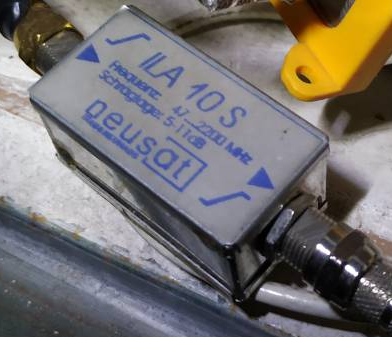 ILA 10 S
Frequenz: 47-2200 MHz
Schräglage: 5-11dB
neusat